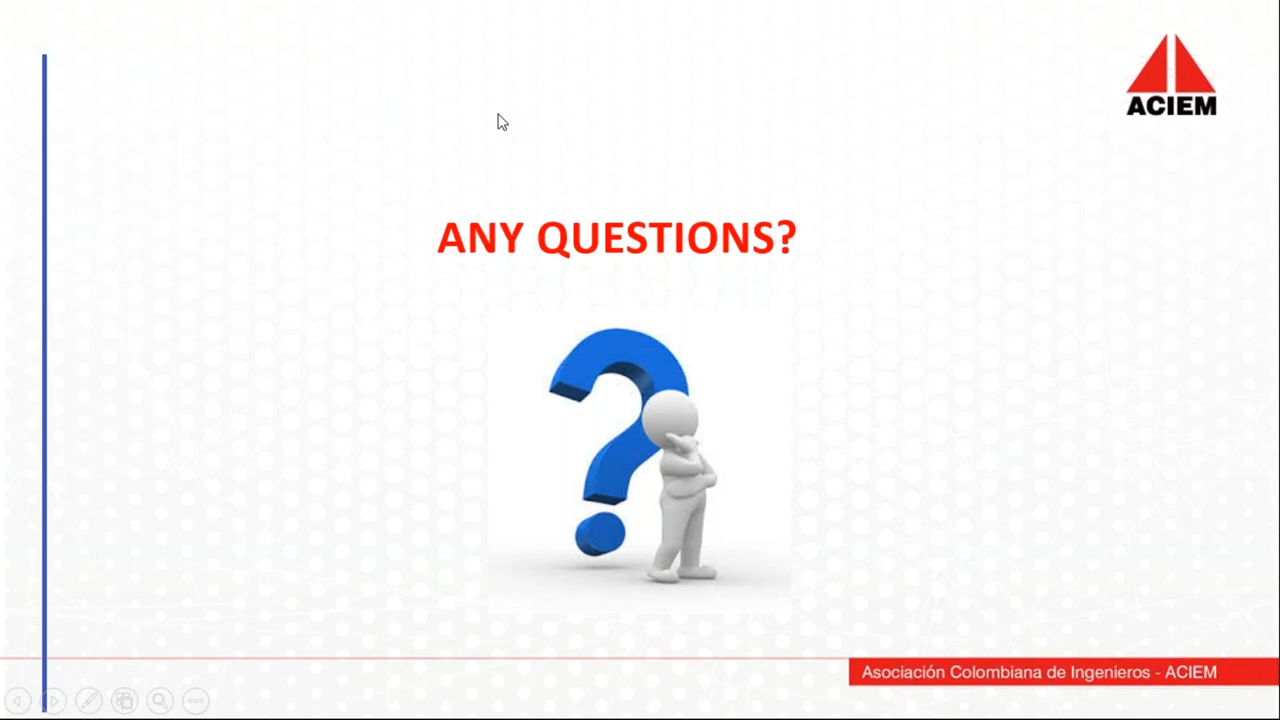 ACIEM
ANY QUESTIONS?
Asociación Colombiana de Ingenieros - ACIEM